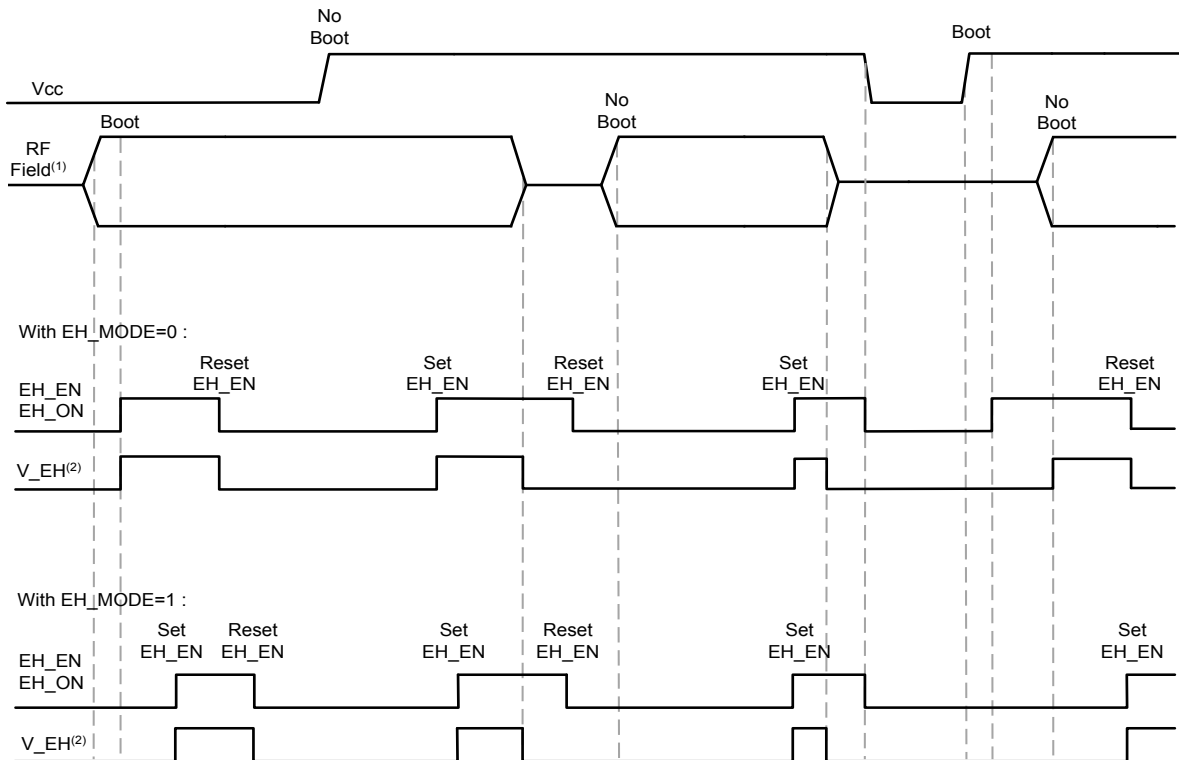 No
Boot
Boot
Vcc
Boot
No
Boot
No
Boot
RF
Field(1)
With EH_MODE=0 :
Reset
EH_EN
Set
EH_EN
Reset
EH_EN
Set
EH_EN
Reset
EH_EN
EH_EN
EH_ON
V_EH(2)
With EH_MODE=1 :
Set
EH_EN
Reset
EH_EN
Set
EH_EN
Reset
EH_EN
Set
EH_EN
Set
EH_EN
EH_EN
EH_ON
V_EH(2)